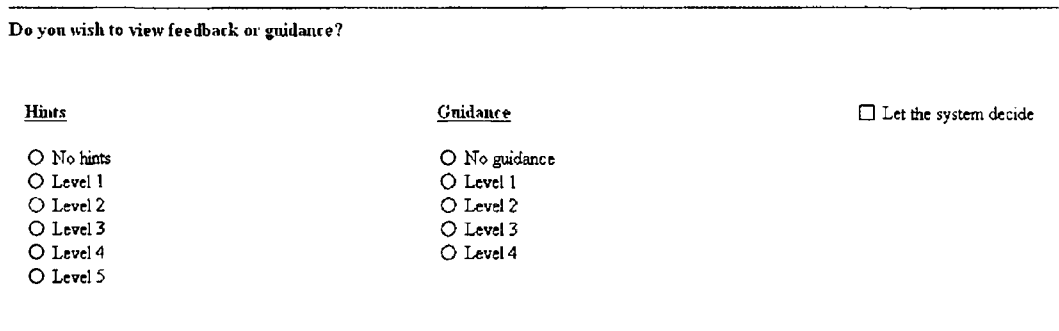 Do you wish to view feedback or guidance?
Hints
No hints
Level 1
Level 2
Level 3
Level 4
Level 5
Guidance
No guidance
Level 1
Level 2
Level 3
Level 4
Let the system decide